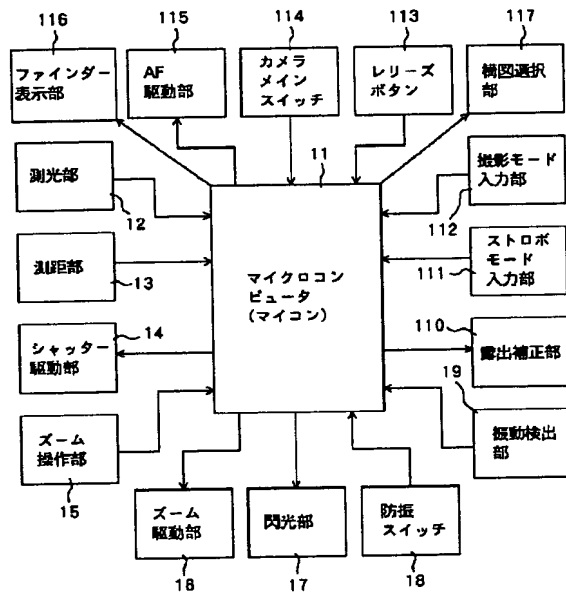 116
115
114
113
117
ファインダー
表示部
AF
駆動部
カメラ
メイン
スイッチ
レリーズ
ボタン
構図選択
部
11
測光部
12
撮影モード
入力部
112
測距部
13
マイクロコン
ピュータ
(マイコン)
ストロボ
モード
入力部
111
14
シャッター
駆動部
110
露出補正部
ズーム
操作部
15
19
振動検出
部
ズーム
駆動部
16
閃光部
17
防振
スイッチ
18